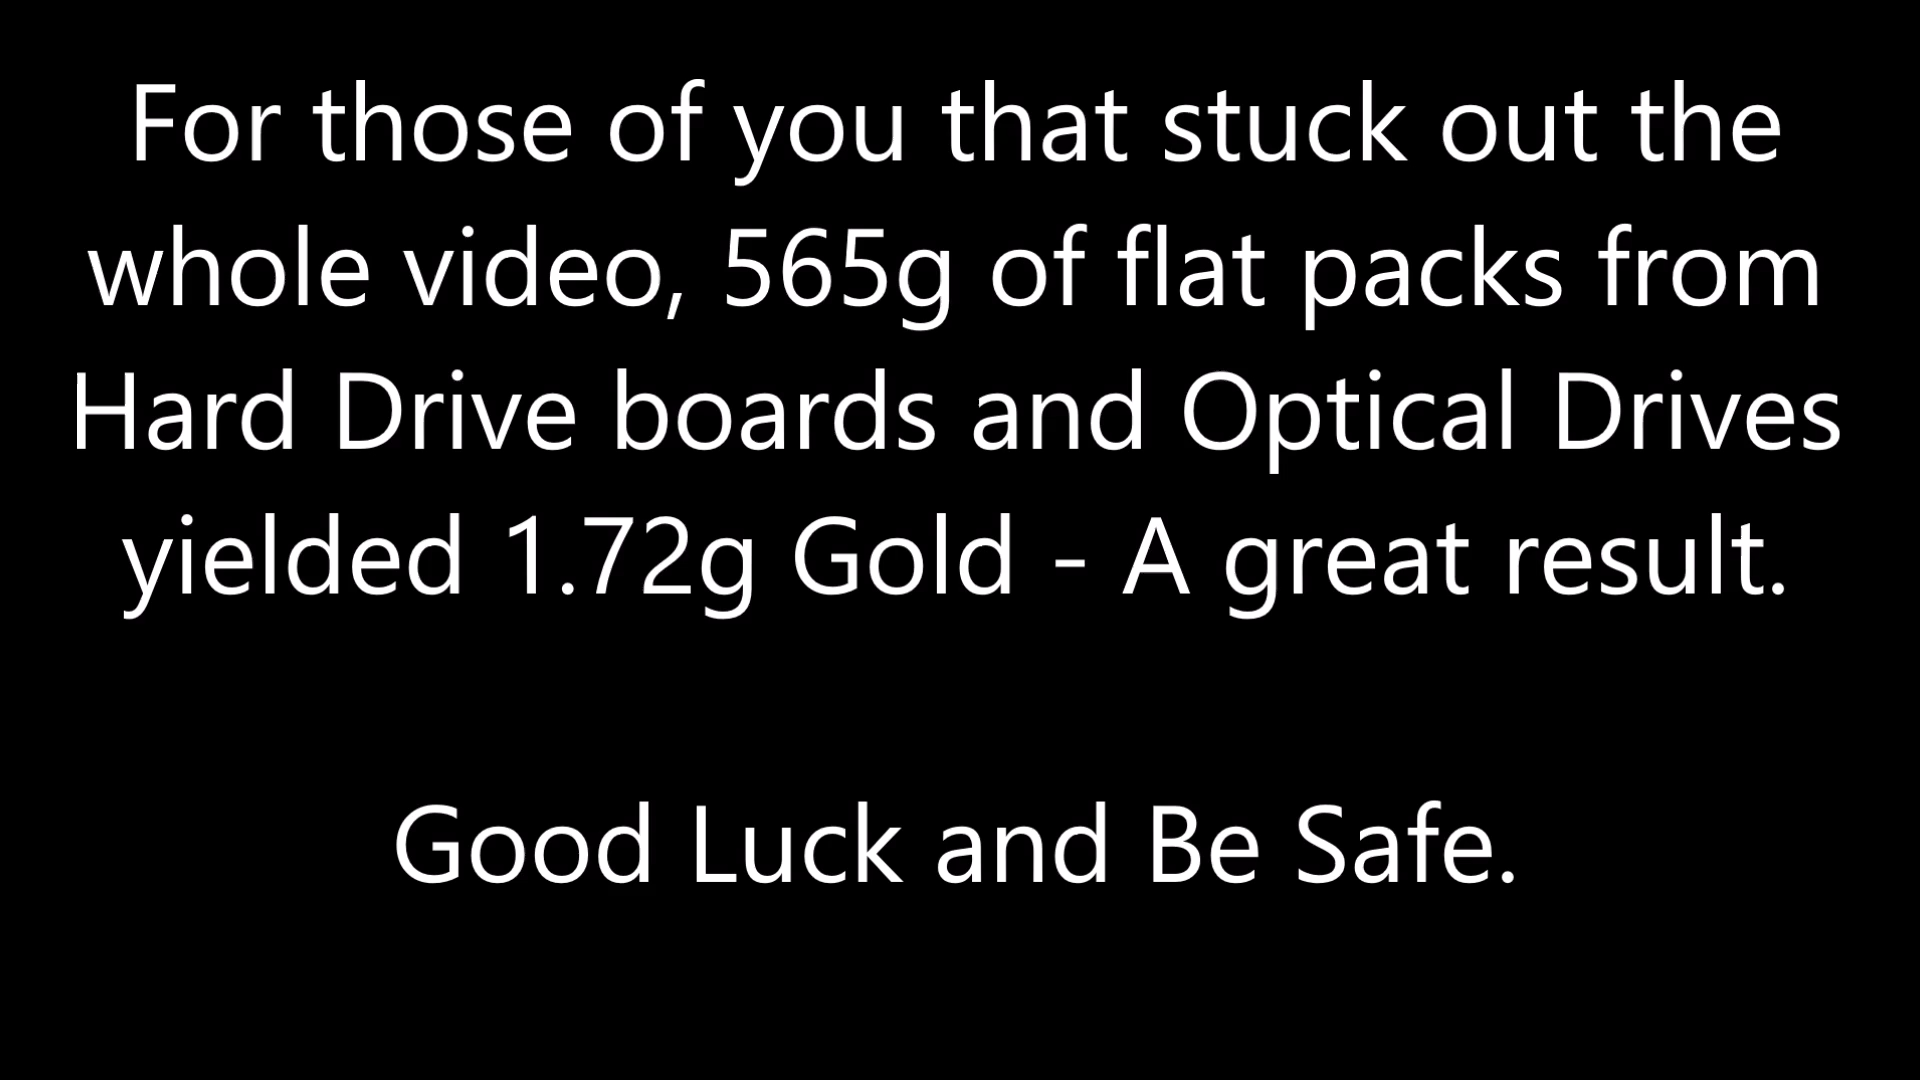 For those of you that stuck out the
whole video, 565g of flat packs from
Hard Drive boards and Optical Drives
yielded 1.72g Gold - A great result.
Good Luck and Be Safe.